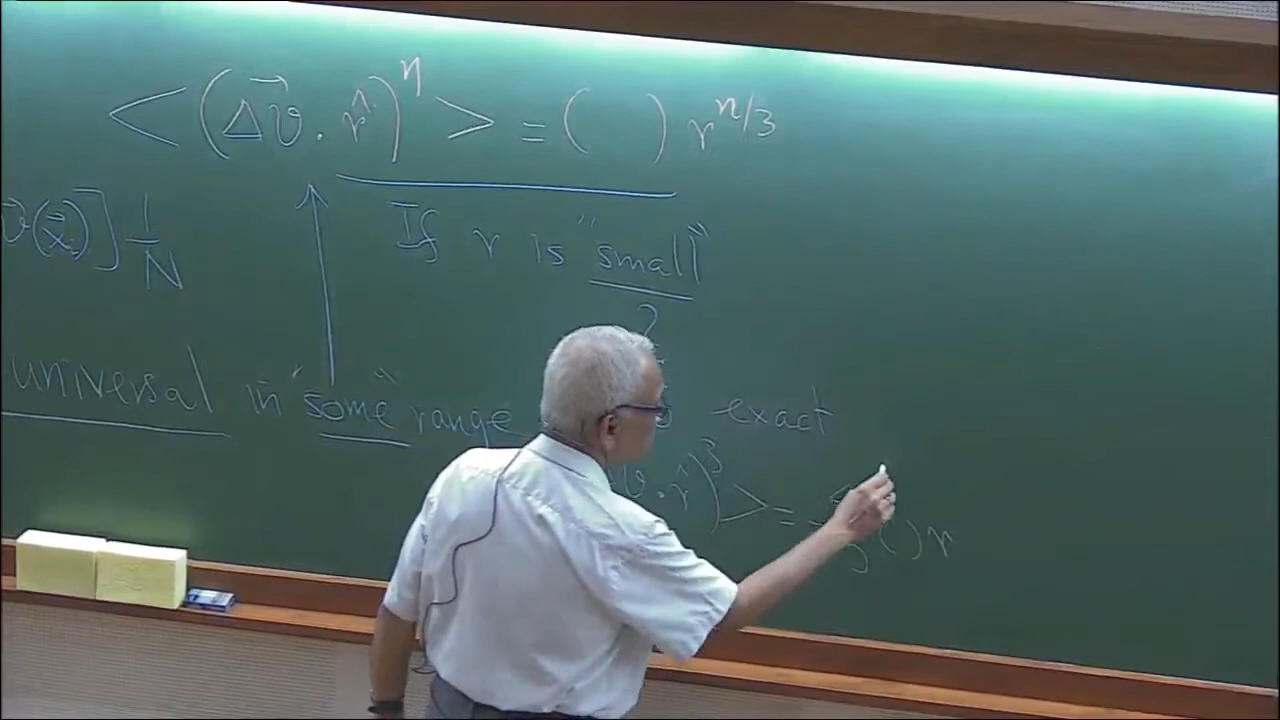 < (Δv⃗ . r̂)ⁿ > = ( ) r^{n/3}
v⃗(x⃗)] 1/N
If r is "small"
?
universal in "some" range
exact
v . r̂)³ > = ( ) r